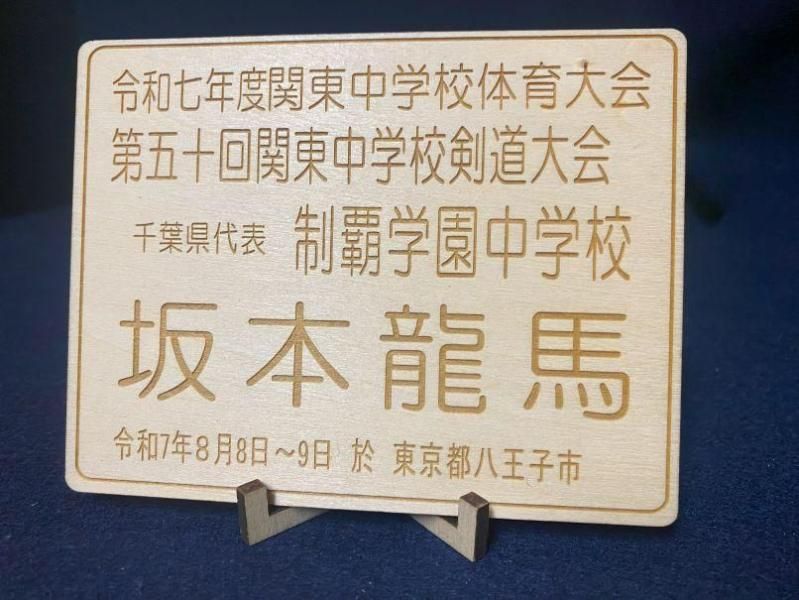 令和七年度関東中学校体育大会
第五十回関東中学校剣道大会
千葉県代表 制覇学園中学校
坂本龍馬
令和7年8月8日～9日 於 東京都八王子市